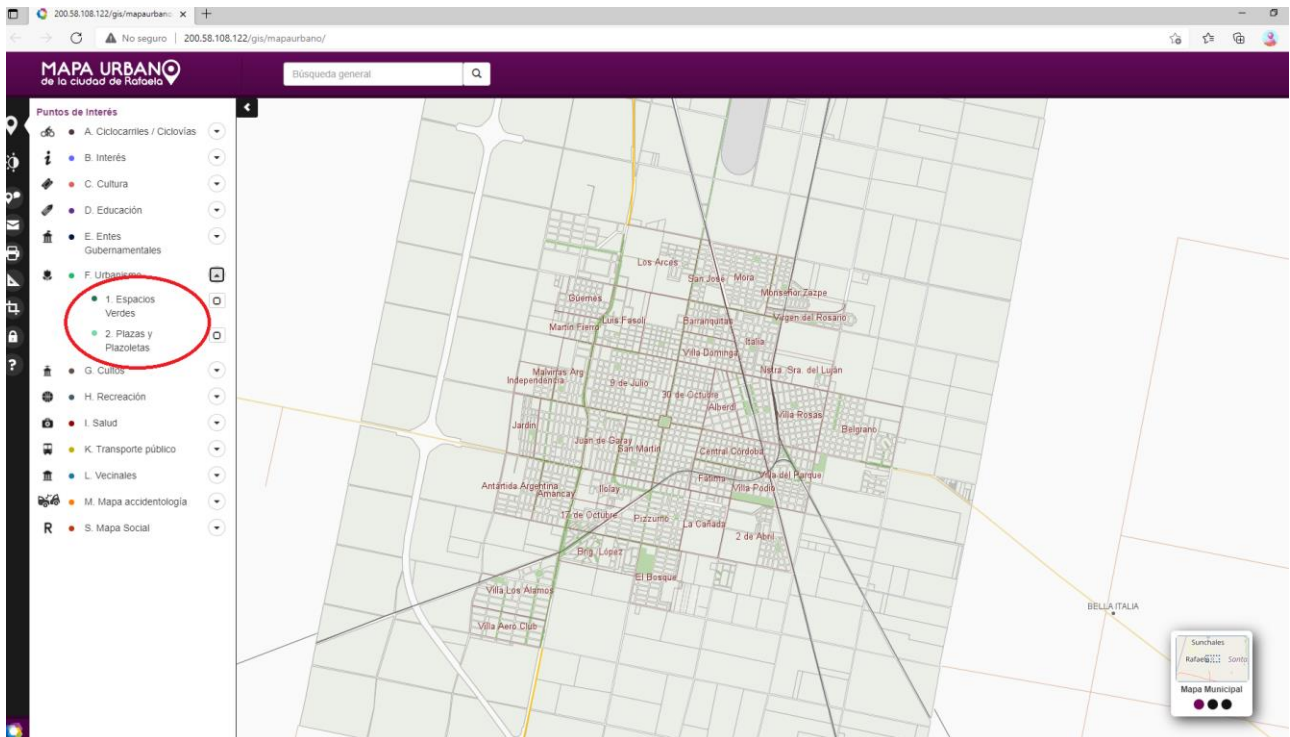 200.58.108.122/gis/mapaurban
No seguro
200.58.108.122/gis/mapaurbano/
MAPA URBANO
de la ciudad de Rafaela
Búsqueda general
Puntos de Interés
A. Ciclocarriles / Ciclovías
B. Interés
C. Cultura
D. Educación
E. Entes
Gubernamentales
F. Urbanismo
1. Espacios
Verdes
2. Plazas y
Plazoletas
G. Cultos
H. Recreación
I. Salud
K. Transporte público
L. Vecinales
M. Mapa accidentología
R
S. Mapa Social
Los Arces
San José
Mora
Monseñor Zazpe
Güemes
Virgen del Rosario
Luis Fasoli
Barranquitas
Martín Fierro
Italia
Villa Dominga
Malvinas Arg
Ntstra. Sra. del Luján
Independencia
9 de Julio
30 de Octubre
Alberdi
Villa Rosas
Jardín
Belgrano
Juan de Garay
San Martín
Central Córdoba
Villa del Parque
Antártida Argentina
Fátima
Amancay
Ilolay
Villa Podio
17 de Octubre
Pizzurno
La Cañada
2 de Abril
Brig. López
El Bosque
Villa Los Álamos
Villa Aero Club
BELLA ITALIA
Sunchales
Rafaela
Santo
Mapa Municipal